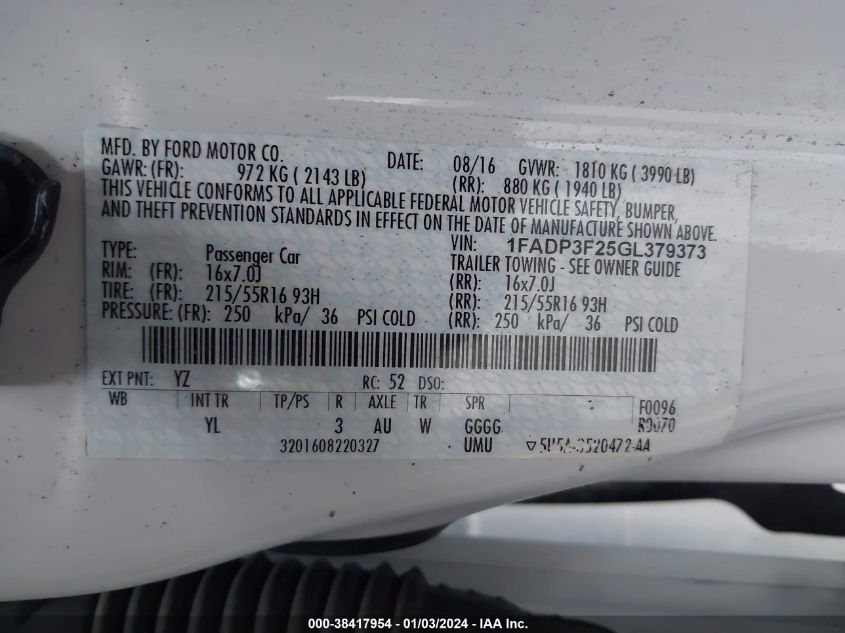 MFD. BY FORD MOTOR CO. DATE: 08/16 GVWR: 1810 KG ( 3990 LB)
GAWR: (FR): 972 KG ( 2143 LB) (RR): 880 KG ( 1940 LB)
THIS VEHICLE CONFORMS TO ALL APPLICABLE FEDERAL MOTOR VEHICLE SAFETY, BUMPER,
AND THEFT PREVENTION STANDARDS IN EFFECT ON THE DATE OF MANUFACTURE SHOWN ABOVE.
VIN: 1FADP3F25GL379373
TYPE: Passenger Car TRAILER TOWING - SEE OWNER GUIDE
RIM: (FR): 16x7.0J (RR): 16x7.0J
TIRE: (FR): 215/55R16 93H (RR): 215/55R16 93H
PRESSURE: (FR): 250 kPa/ 36 PSI COLD (RR): 250 kPa/ 36 PSI COLD
EXT PNT: YZ RC: 52 DSO:
WB INT TR TP/PS R AXLE TR SPR F0096
YL 3 AU W GGGG R0070
3201608220327 UMU
000-38417954 - 01/03/2024 - IAA Inc.